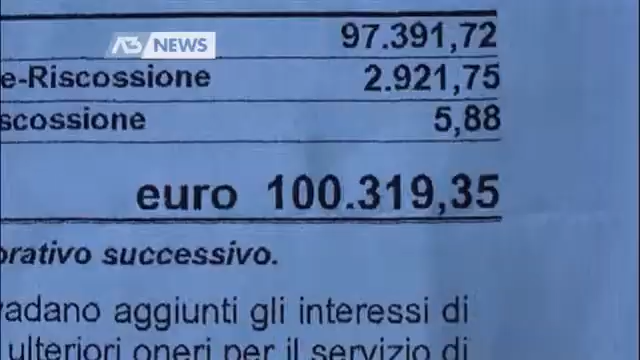 A3 NEWS
97.391,72
e-Riscossione 2.921,75
scossione 5,88
euro 100.319,35
orativo successivo.
vadano aggiunti gli interessi di
ulteriori oneri per il servizio di